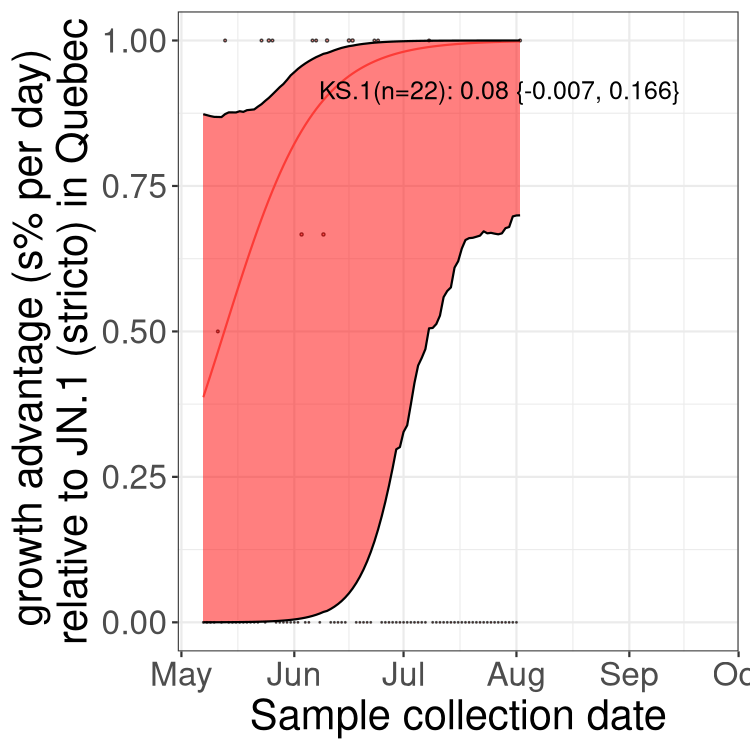 growth advantage (s% per day)
relative to JN.1 (stricto) in Quebec
1.00
0.75
0.50
0.25
0.00
KS.1(n=22): 0.08 {-0.007, 0.166}
May Jun Jul Aug Sep Oc
Sample collection date